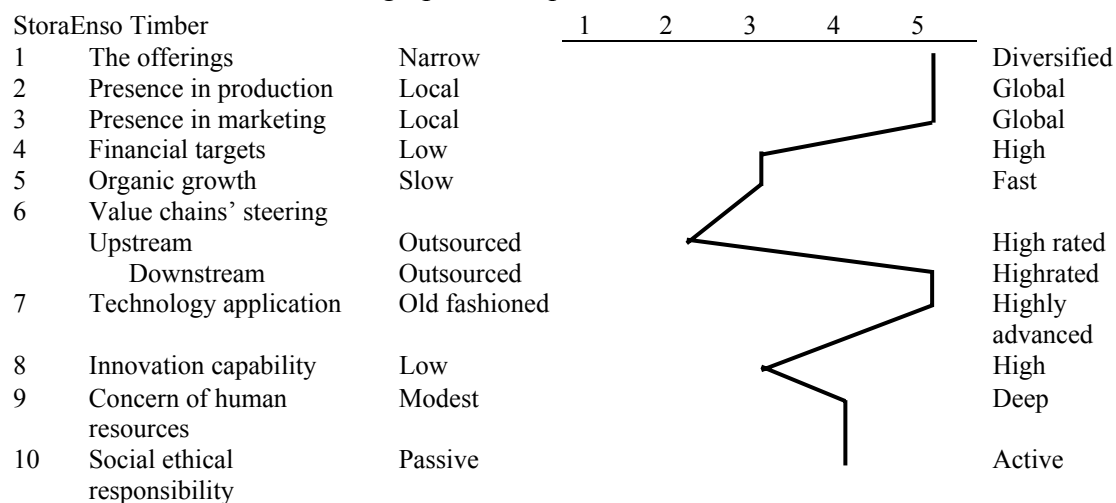 StoraEnso Timber 1 2 3 4 5
1 The offerings Narrow Diversified
2 Presence in production Local Global
3 Presence in marketing Local Global
4 Financial targets Low High
5 Organic growth Slow Fast
6 Value chains’ steering
Upstream Outsourced High rated
Downstream Outsourced Highrated
7 Technology application Old fashioned Highly
advanced
8 Innovation capability Low High
9 Concern of human Modest Deep
resources
10 Social ethical Passive Active
responsibility